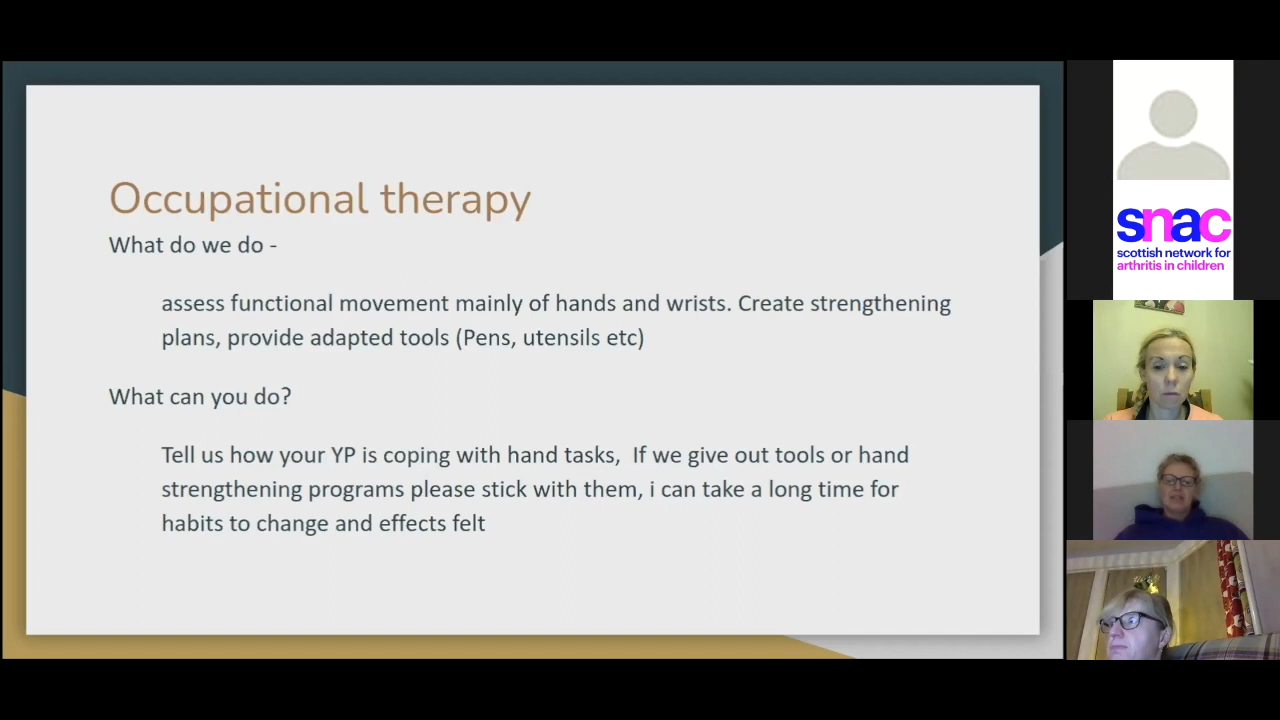 Occupational therapy
What do we do -
assess functional movement mainly of hands and wrists. Create strengthening
plans, provide adapted tools (Pens, utensils etc)
What can you do?
Tell us how your YP is coping with hand tasks,  If we give out tools or hand
strengthening programs please stick with them, i can take a long time for
habits to change and effects felt
snac
scottish network for
arthritis in children